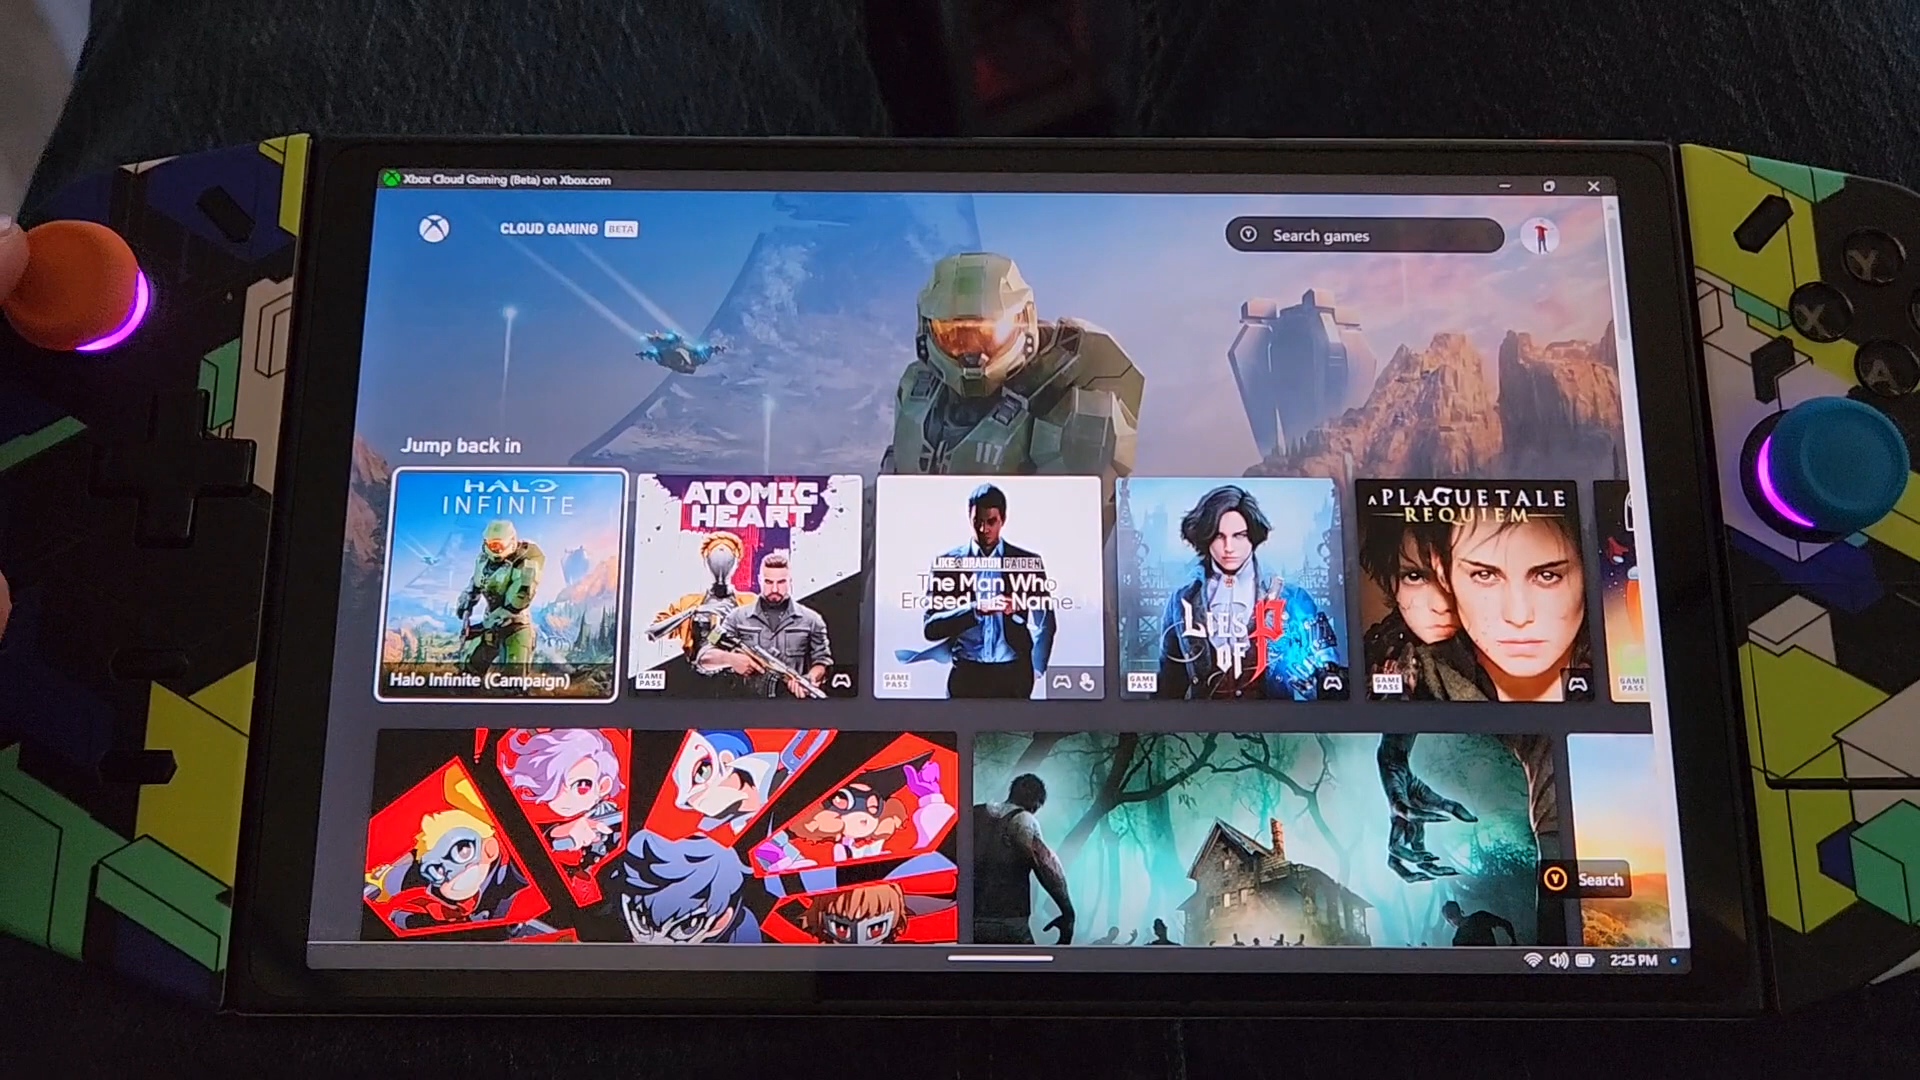 Xbox Cloud Gaming (Beta) on Xbox.com
CLOUD GAMING BETA
Y Search games
117
Jump back in
HALO
INFINITE
Halo Infinite (Campaign)
ATOMIC
HEART
GAME
PASS
LIKE A DRAGON GAIDEN
The Man Who
Erased His Name
GAME
PASS
LIES
OF P
GAME
PASS
A PLAGUE TALE
REQUIEM
GAME
PASS
GAME
PASS
Y Search
2:25 PM
Y
X
A